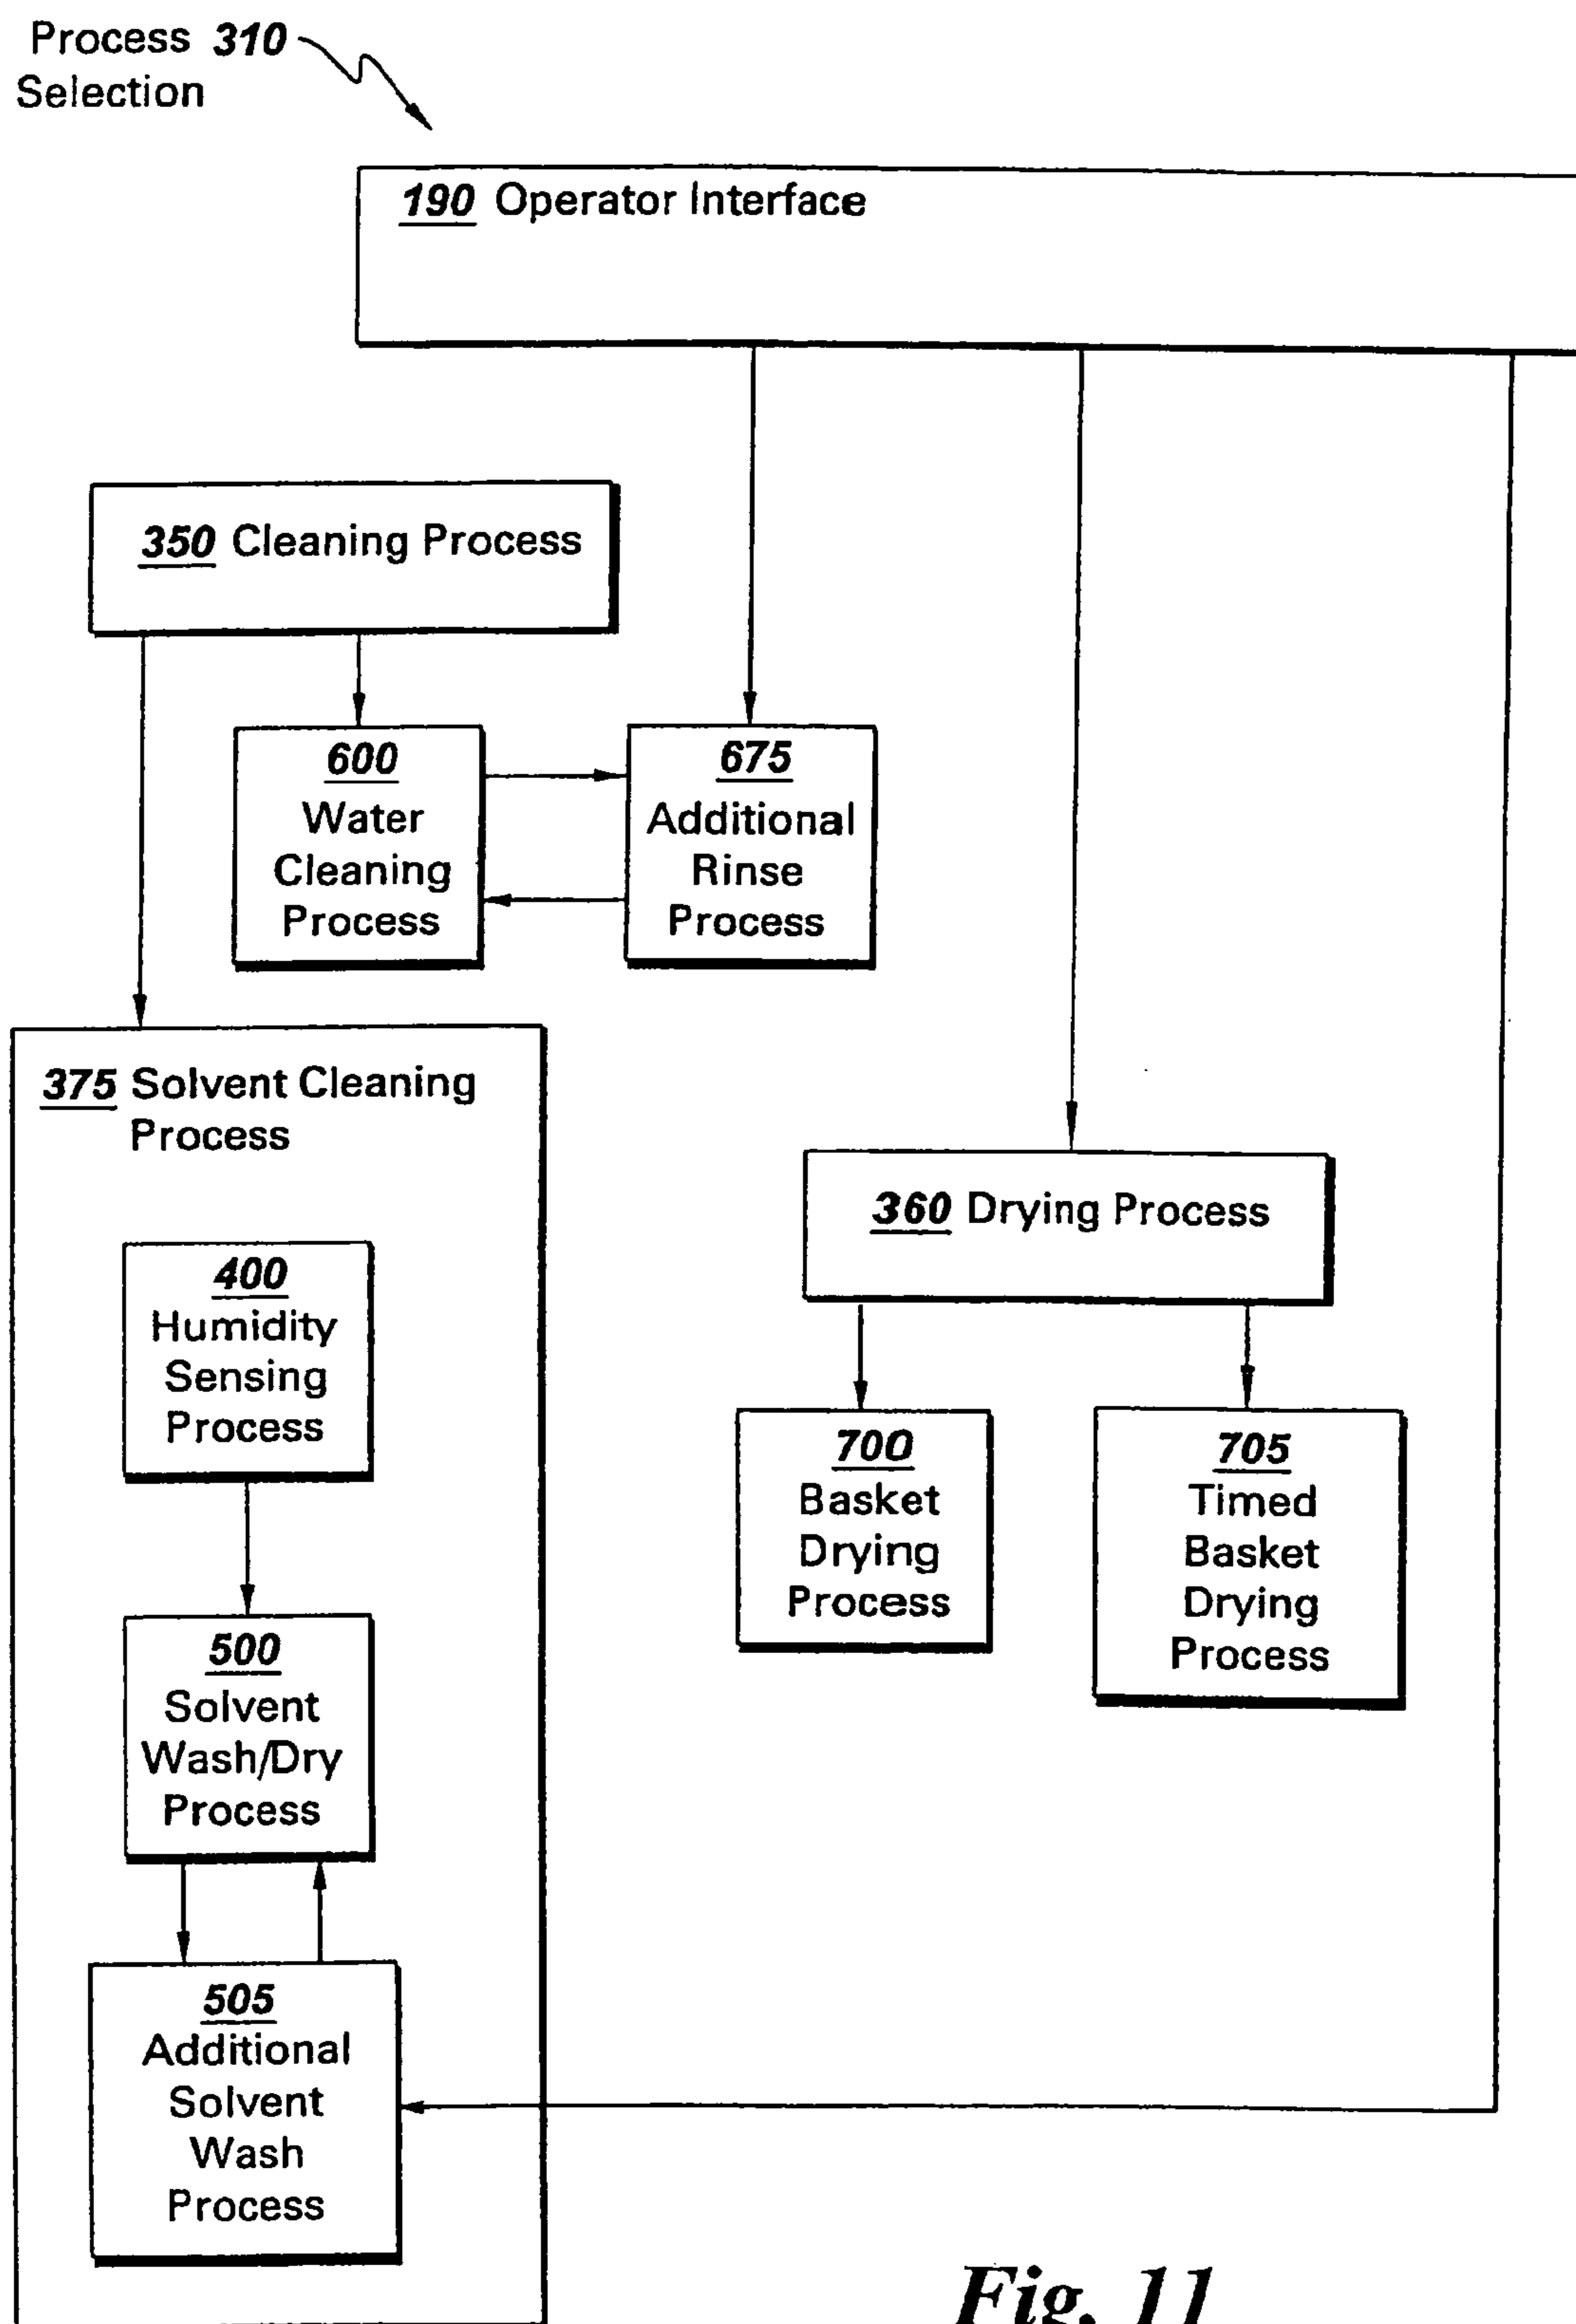 Process 310
Selection
190 Operator Interface
350 Cleaning Process
600
Water
Cleaning
Process
675
Additional
Rinse
Process
375 Solvent Cleaning
Process
400
Humidity
Sensing
Process
500
Solvent
Wash/Dry
Process
505
Additional
Solvent
Wash
Process
360 Drying Process
700
Basket
Drying
Process
705
Timed
Basket
Drying
Process
Fig. 11